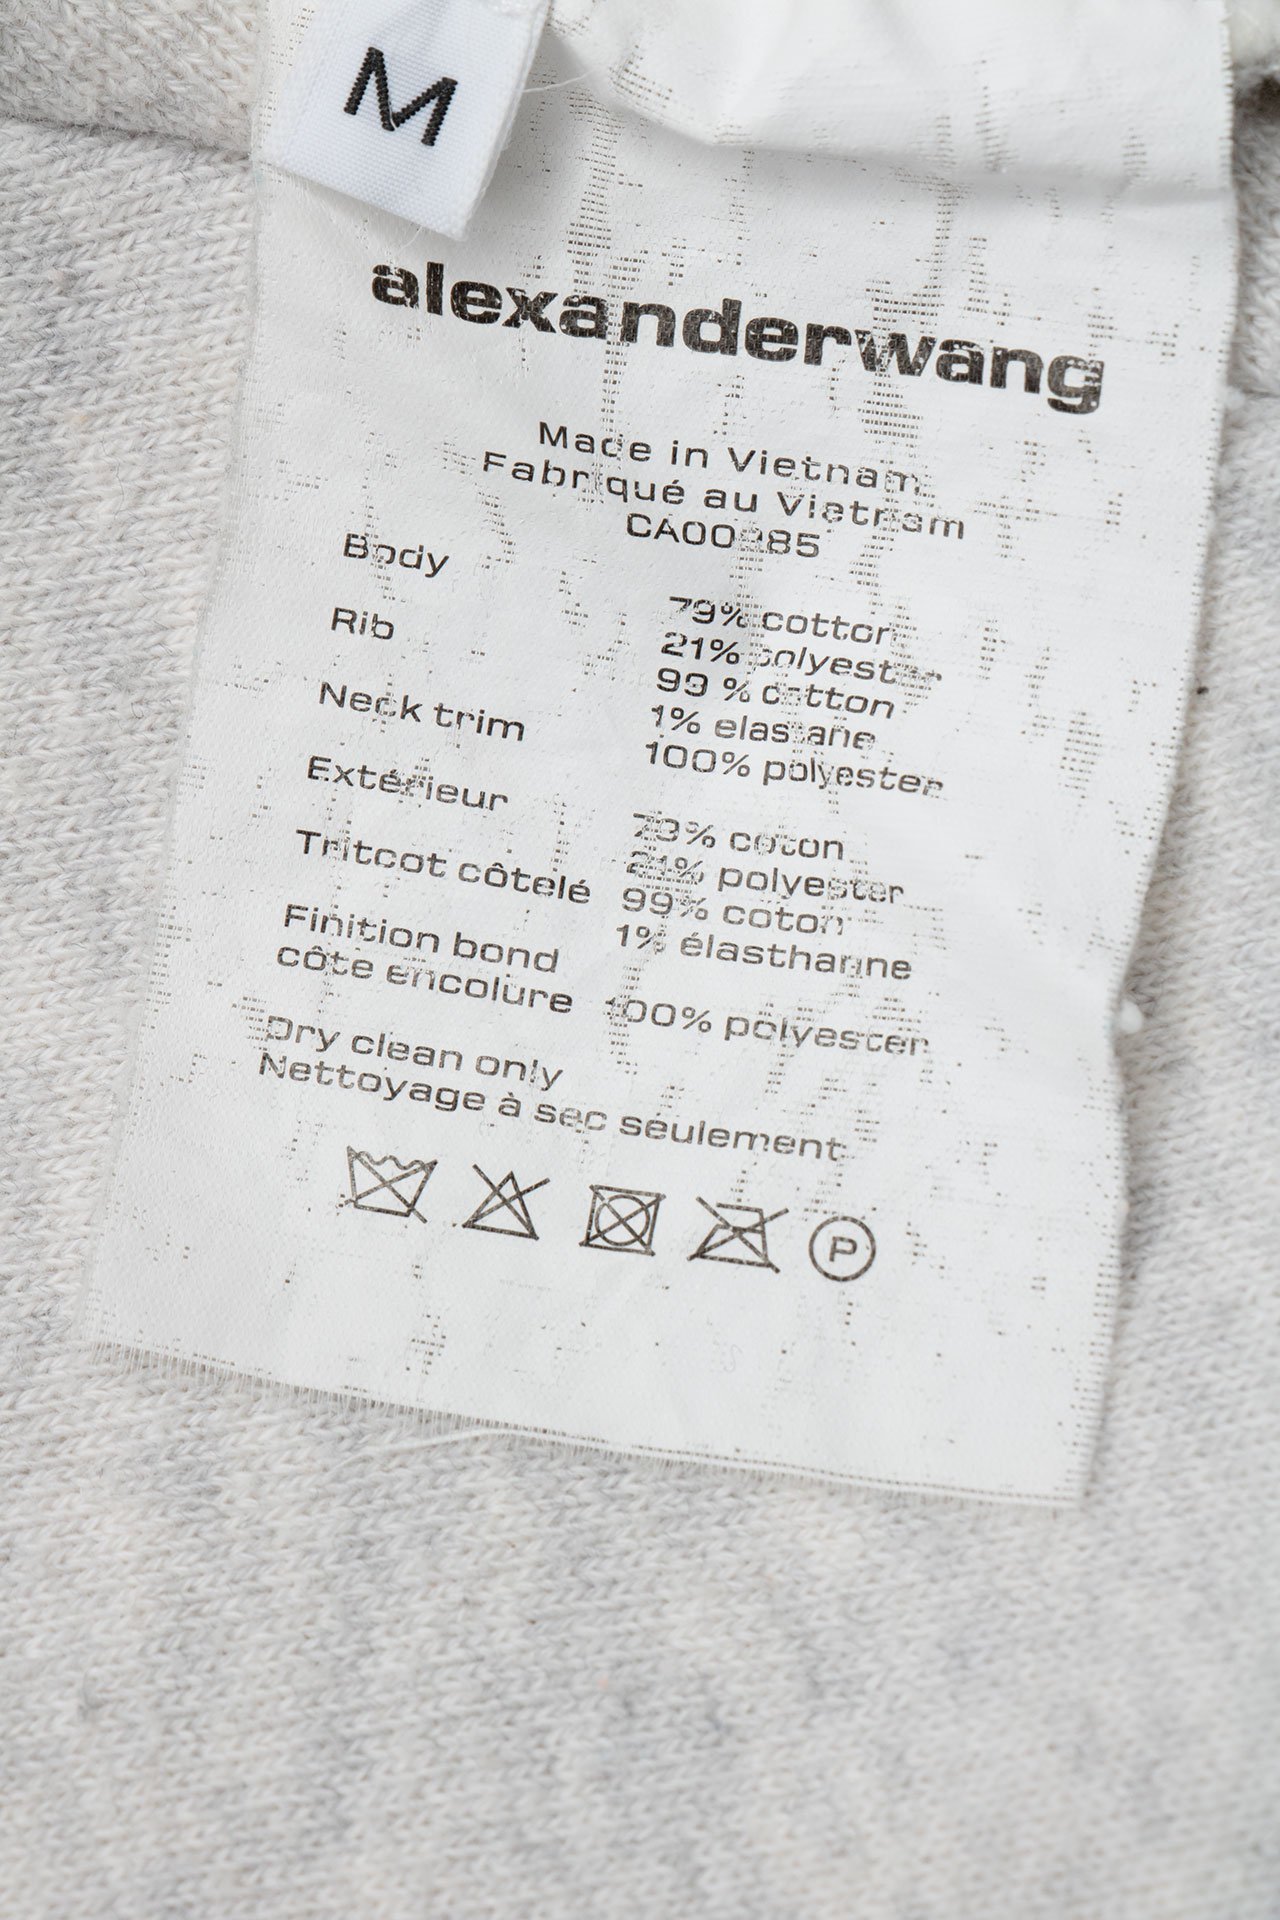 M
alexanderwang
Made in Vietnam
Fabriqué au Vietnam
Body
79% cotton
21% polyester
Rib
99 % cotton
1% elastane
Neck trim
100% polyester
Extérieur
79% coton
21% polyester
Tritcot côtelé
99% coton
1% élasthanne
Finition bond
côte encolure 100% polyester
Dry clean only
Nettoyage à sec séulement
P